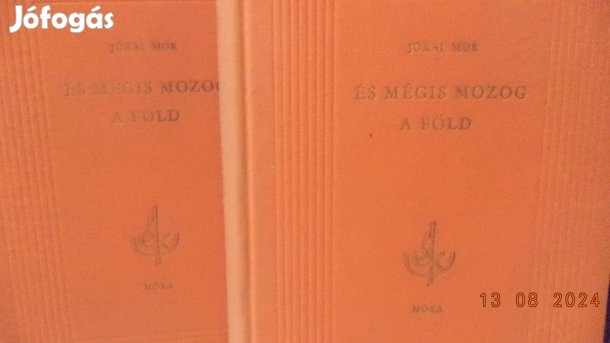 Jófogás
JÓKAI MÓR
ÉS MÉGIS MOZOG
A FÖLD
MÓRA
JÓKAI MÓR
ÉS MÉGIS MOZOG
A FÖLD
MÓRA
13 08 2024